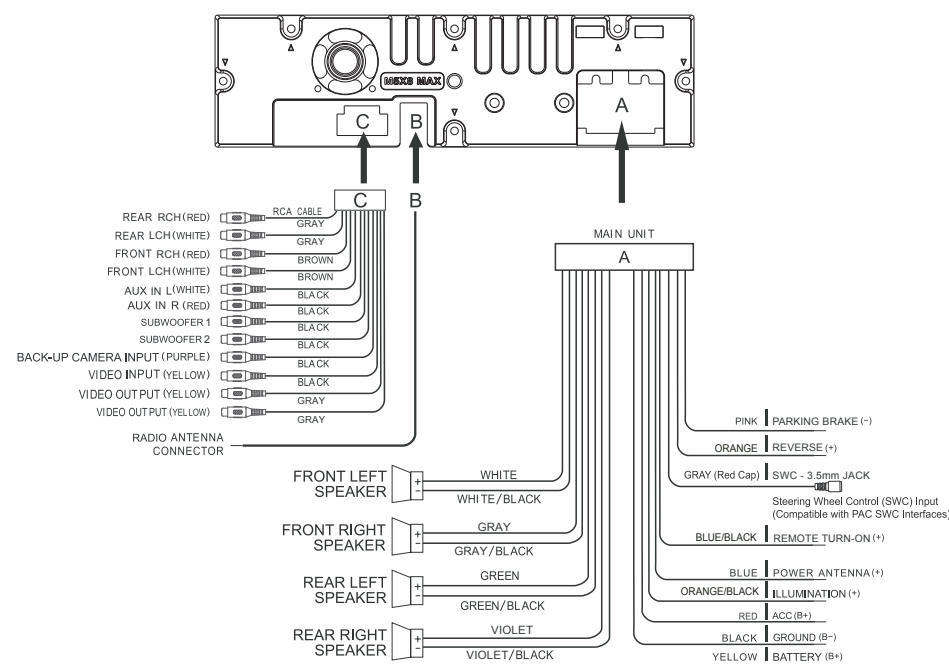 M5X8 MAX
A
C
B
C
B
RCA CABLE
REAR RCH (RED)
GRAY
REAR LCH (WHITE)
GRAY
FRONT RCH (RED)
BROWN
FRONT LCH (WHITE)
BROWN
AUX IN L (WHITE)
BLACK
AUX IN R (RED)
BLACK
SUBWOOFER 1
BLACK
SUBWOOFER 2
BLACK
BACK-UP CAMERA INPUT (PURPLE)
BLACK
VIDEO INPUT (YELLOW)
BLACK
VIDEO OUTPUT (YELLOW)
GRAY
VIDEO OUTPUT (YELLOW)
GRAY
RADIO ANTENNA
CONNECTOR
MAIN UNIT
A
FRONT LEFT
SPEAKER
+
−
WHITE
WHITE/BLACK
FRONT RIGHT
SPEAKER
+
−
GRAY
GRAY/BLACK
REAR LEFT
SPEAKER
+
−
GREEN
GREEN/BLACK
REAR RIGHT
SPEAKER
+
−
VIOLET
VIOLET/BLACK
PINK PARKING BRAKE (−)
ORANGE REVERSE (+)
GRAY (Red Cap) SWC - 3.5mm JACK
Steering Wheel Control (SWC) Input
(Compatible with PAC SWC Interfaces)
BLUE/BLACK REMOTE TURN-ON (+)
BLUE POWER ANTENNA (+)
ORANGE/BLACK ILLUMINATION (+)
RED ACC (B+)
BLACK GROUND (B−)
YELLOW BATTERY (B+)